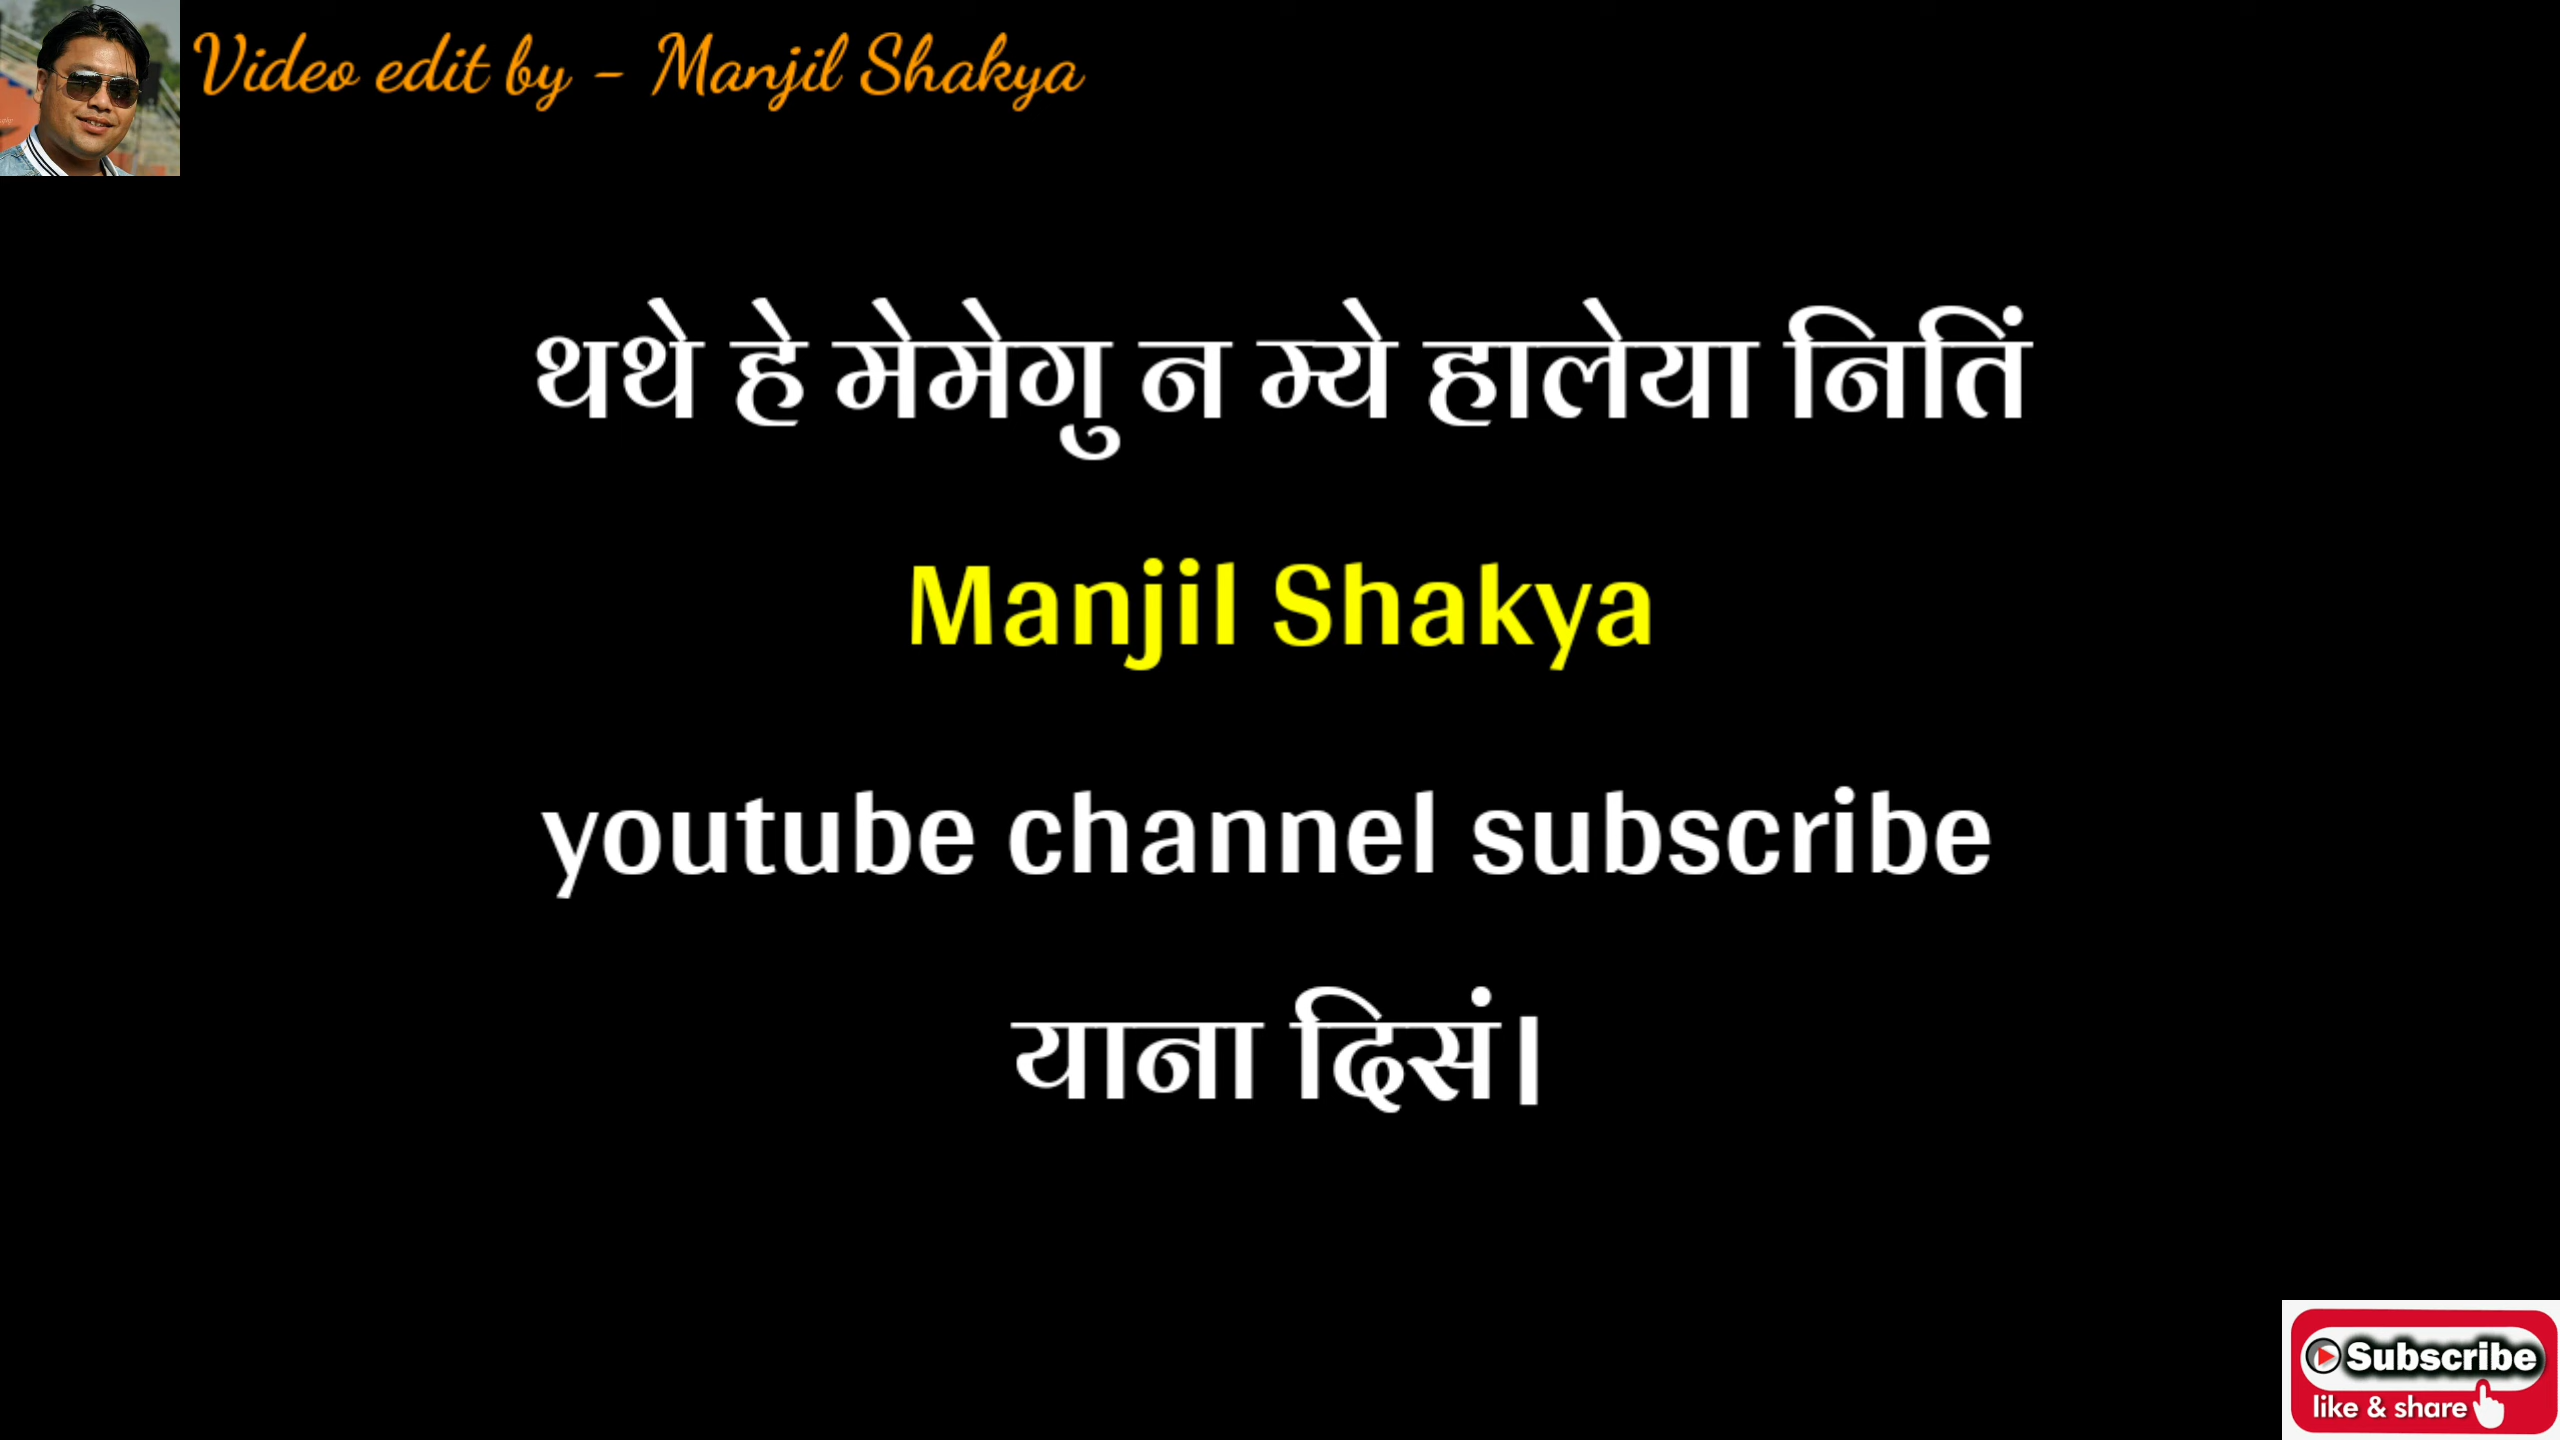 Video edit by - Manjil Shakya
थथे हे मेमेगु न म्ये हालेया नितिं
Manjil Shakya
youtube channel subscribe
याना दिसं।
Subscribe
like & share